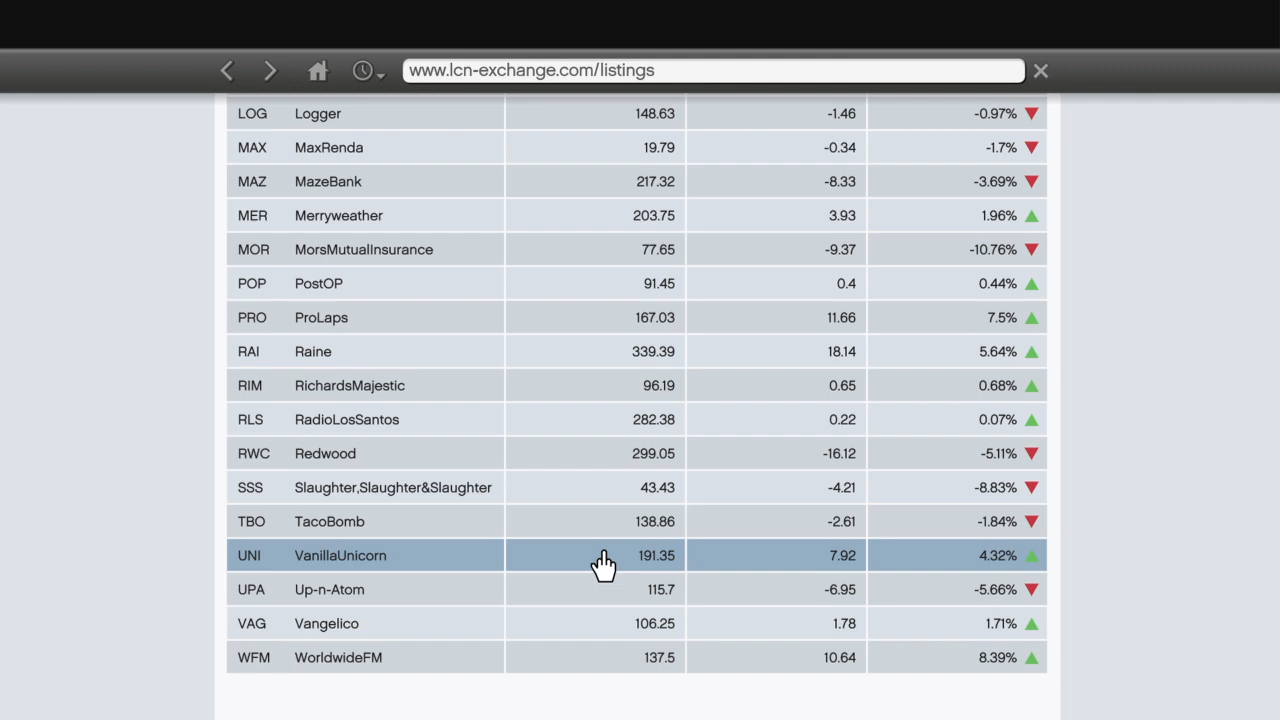 www.lcn-exchange.com/listings
LOG Logger 148.63 -1.46 -0.97%
MAX MaxRenda 19.79 -0.34 -1.7%
MAZ MazeBank 217.32 -8.33 -3.69%
MER Merryweather 203.75 3.93 1.96%
MOR MorsMutualInsurance 77.65 -9.37 -10.76%
POP PostOP 91.45 0.4 0.44%
PRO ProLaps 167.03 11.66 7.5%
RAI Raine 339.39 18.14 5.64%
RIM RichardsMajestic 96.19 0.65 0.68%
RLS RadioLosSantos 282.38 0.22 0.07%
RWC Redwood 299.05 -16.12 -5.11%
SSS Slaughter,Slaughter&Slaughter 43.43 -4.21 -8.83%
TBO TacoBomb 138.86 -2.61 -1.84%
UNI VanillaUnicorn 191.35 7.92 4.32%
UPA Up-n-Atom 115.7 -6.95 -5.66%
VAG Vangelico 106.25 1.78 1.71%
WFM WorldwideFM 137.5 10.64 8.39%